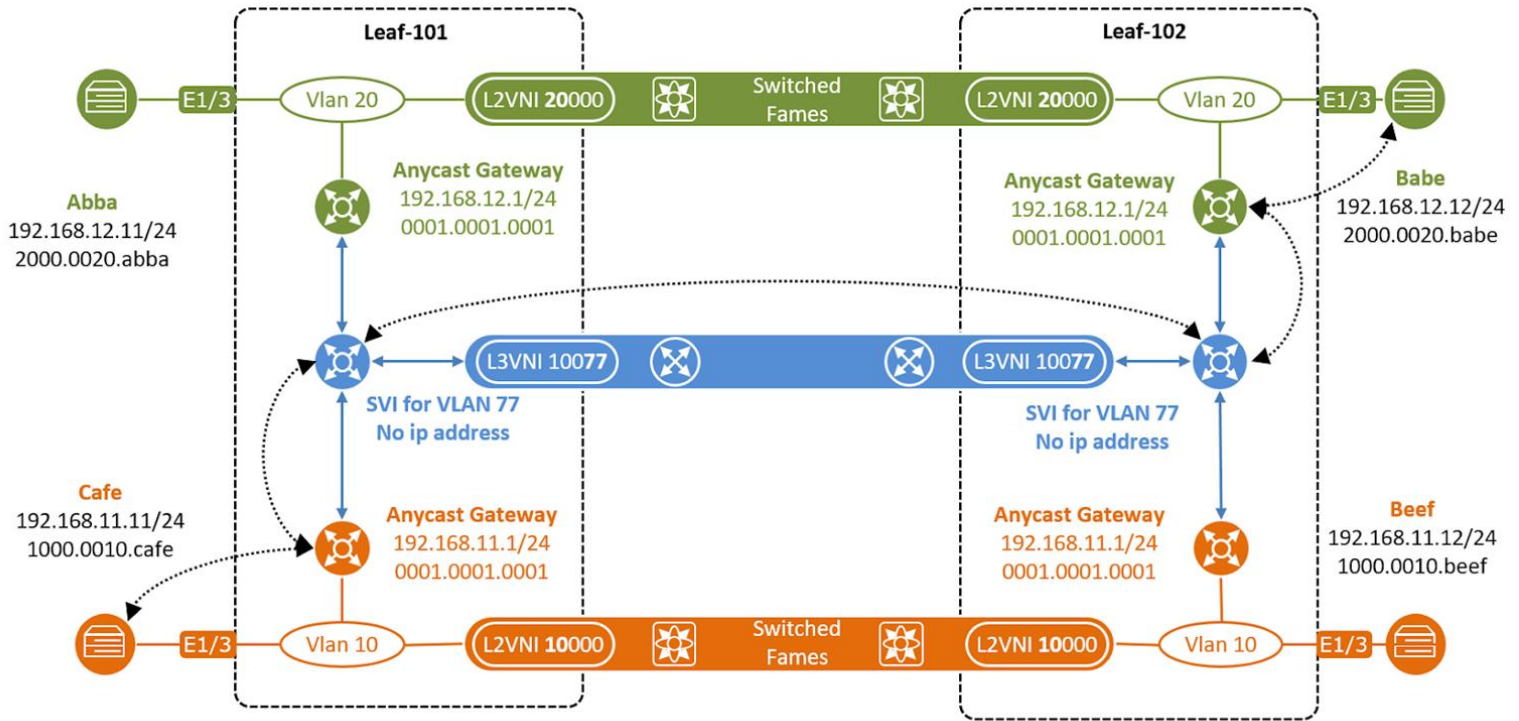 Leaf-101
Leaf-102
E1/3
Vlan 20
L2VNI 20000
Switched
Fames
L2VNI 20000
Vlan 20
E1/3
Abba
192.168.12.11/24
2000.0020.abba
Anycast Gateway
192.168.12.1/24
0001.0001.0001
Anycast Gateway
192.168.12.1/24
0001.0001.0001
Babe
192.168.12.12/24
2000.0020.babe
L3VNI 10077
L3VNI 10077
SVI for VLAN 77
No ip address
SVI for VLAN 77
No ip address
Cafe
192.168.11.11/24
1000.0010.cafe
Anycast Gateway
192.168.11.1/24
0001.0001.0001
Anycast Gateway
192.168.11.1/24
0001.0001.0001
Beef
192.168.11.12/24
1000.0010.beef
E1/3
Vlan 10
L2VNI 10000
Switched
Fames
L2VNI 10000
Vlan 10
E1/3